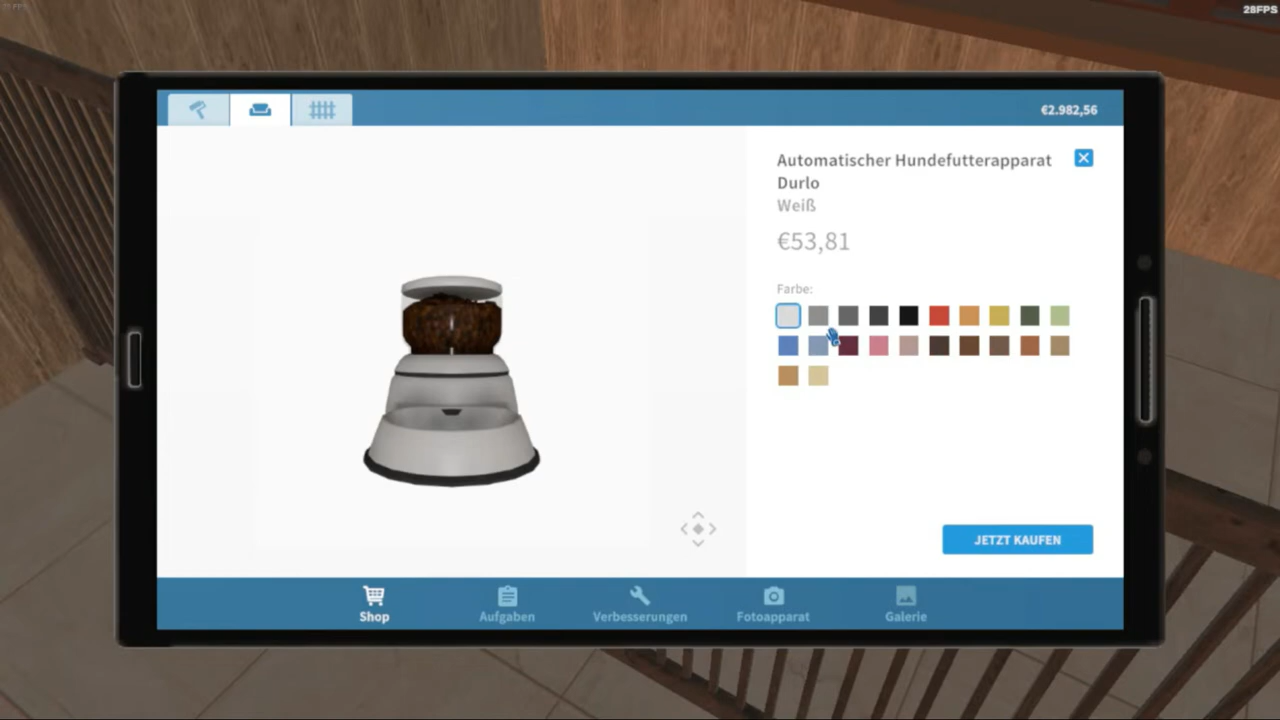 28FPS
€2.982,56
Automatischer Hundefutterapparat
Durlo
Weiß
€53,81
Farbe:
JETZT KAUFEN
Shop
Aufgaben
Verbesserungen
Fotoapparat
Galerie